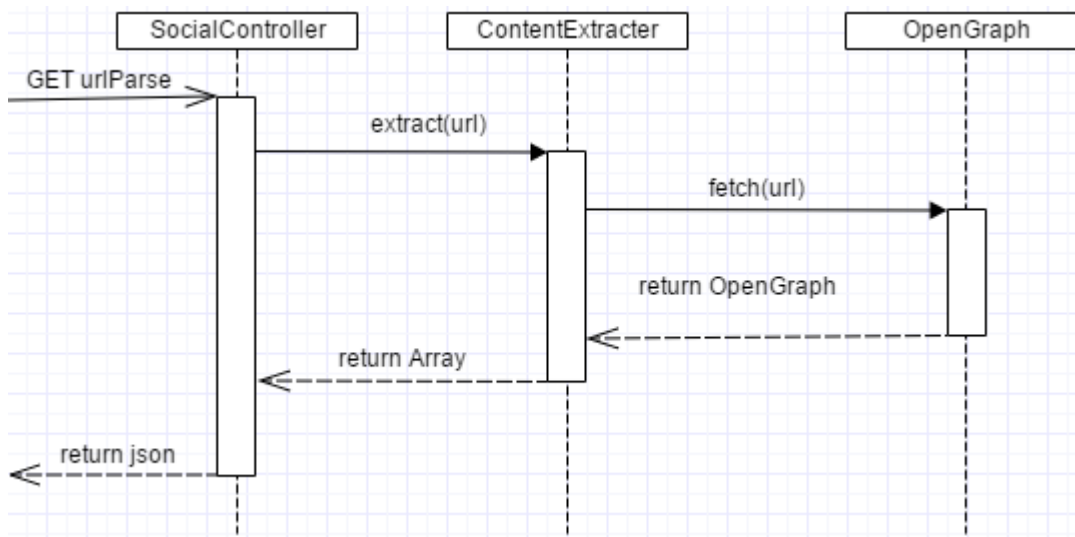 SocialController
ContentExtracter
OpenGraph
GET urlParse
extract(url)
fetch(url)
return OpenGraph
return Array
return json